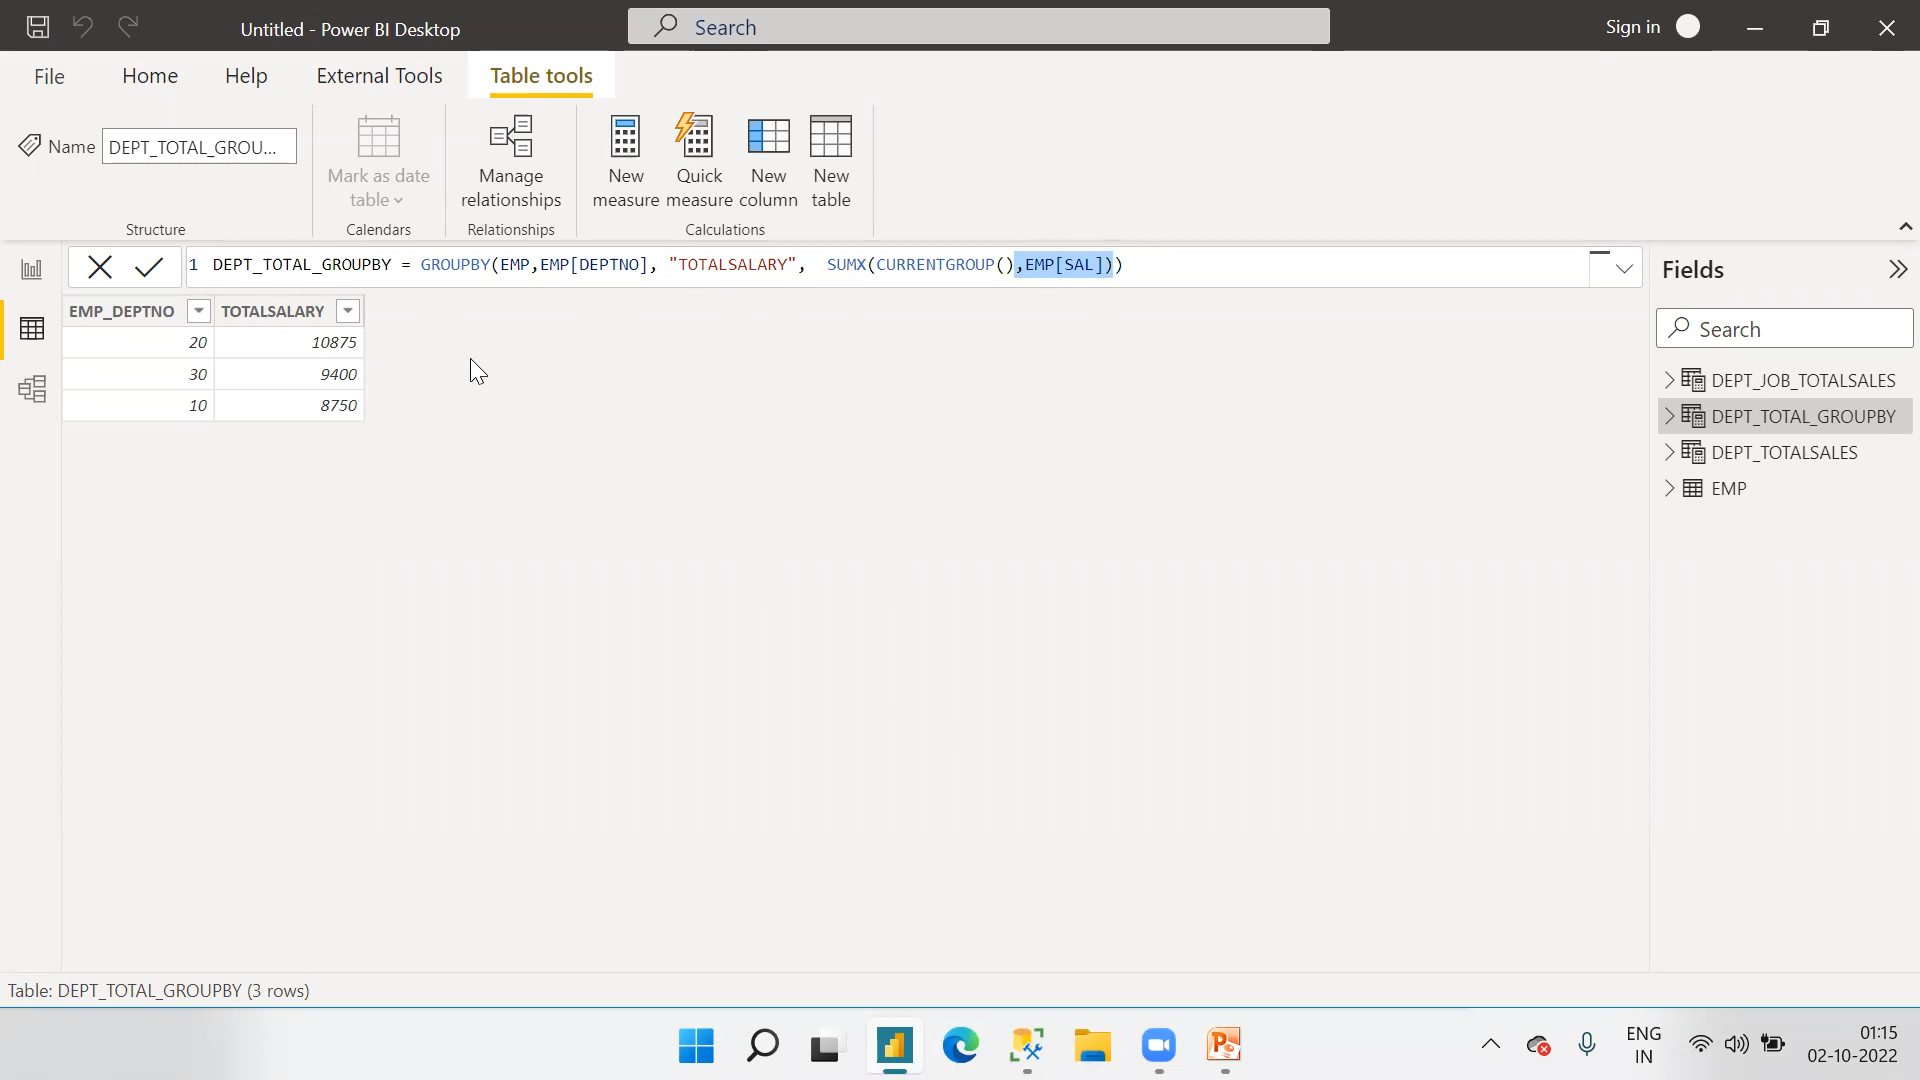 Untitled - Power BI Desktop
Search
Sign in
File
Home
Help
External Tools
Table tools
Name
DEPT_TOTAL_GROU...
Mark as date
table
Manage
relationships
New
measure
Quick
measure
New
column
New
table
Structure
Calendars
Relationships
Calculations
1 DEPT_TOTAL_GROUPBY = GROUPBY(EMP,EMP[DEPTNO], "TOTALSALARY",  SUMX(CURRENTGROUP(),EMP[SAL]))
Fields
Search
EMP_DEPTNO TOTALSALARY
20 10875
30 9400
10 8750
DEPT_JOB_TOTALSALES
DEPT_TOTAL_GROUPBY
DEPT_TOTALSALES
EMP
Table: DEPT_TOTAL_GROUPBY (3 rows)
ENG
IN
01:15
02-10-2022